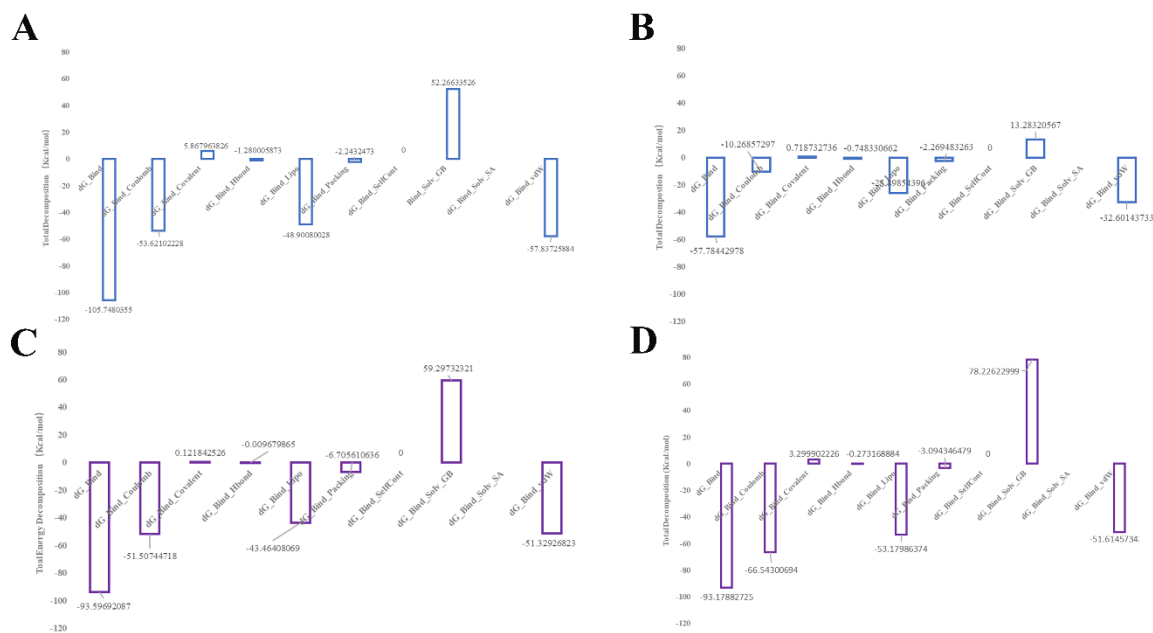 A
TotalDecomposition (Kcal/mol)
80
60
40
20
0
-20
-40
-60
-80
-100
-120
dG_Bind
dG_Bind_Coulomb
dG_Bind_Covalent
dG_Bind_Hbond
dG_Bind_Lipo
dG_Bind_Packing
dG_Bind_SelfCont
dG_Bind_Solv_GB
dG_Bind_Solv_SA
dG_Bind_vdW
-105.7480355
-53.62102228
5.867963826
-1.280005873
-48.90080028
-2.2432473
0
52.26633526
-57.83725884
B
TotalDecompostion (Kcal/mol)
80
60
40
20
0
-20
-40
-60
-80
-100
-120
dG_Bind
dG_Bind_Coulomb
dG_Bind_Covalent
dG_Bind_Hbond
dG_Bind_Lipo
dG_Bind_Packing
dG_Bind_SelfCont
dG_Bind_Solv_GB
dG_Bind_Solv_SA
dG_Bind_vdW
-57.78442978
-10.26857297
0.718732736
-0.748330662
-2.269483263
0
13.28320567
-32.60143733
C
ToalEnergy Decomposition (Kcal/mol)
80
60
40
20
0
-20
-40
-60
-80
-100
-120
dG_Bind
dG_Bind_Coulomb
dG_Bind_Covalent
dG_Bind_Hbond
dG_Bind_Lipo
dG_Bind_Packing
dG_Bind_SelfCont
dG_Bind_Solv_GB
dG_Bind_Solv_SA
dG_Bind_vdW
-93.59692087
-51.50744718
0.121842526
-0.009679865
-43.46408069
-6.705610636
0
59.29732321
-51.32926823
D
TotalDecomposition (Kcal/mol)
80
60
40
20
0
-20
-40
-60
-80
-100
-120
dG_Bind
dG_Bind_Coulomb
dG_Bind_Covalent
dG_Bind_Hbond
dG_Bind_Lipo
dG_Bind_Packing
dG_Bind_SelfCont
dG_Bind_Solv_GB
dG_Bind_Solv_SA
dG_Bind_vdW
-93.17882725
-66.54300694
3.299902226
-0.273168884
-53.17986374
-3.094346479
0
78.22622999
-51.6145734